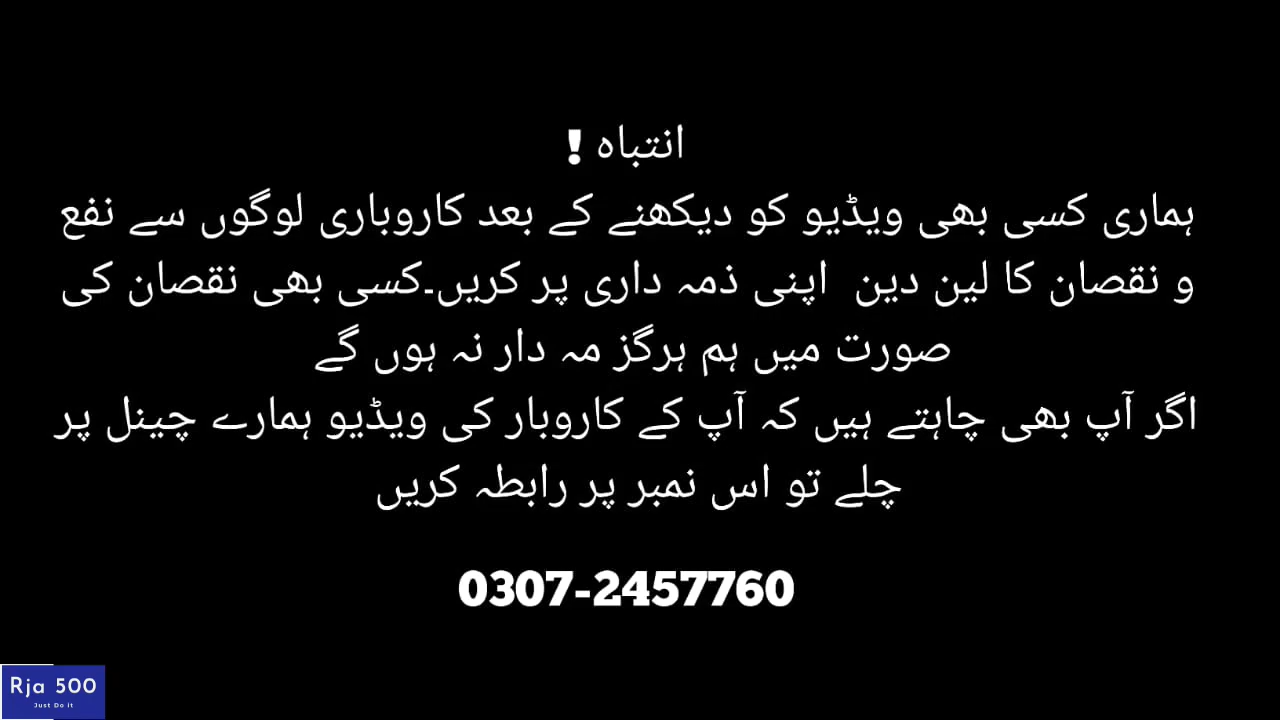 انتباہ !
ہماری کسی بھی ویڈیو کو دیکھنے کے بعد کاروباری لوگوں سے نفع
و نقصان کا لین دین اپنی ذمہ داری پر کریں۔کسی بھی نقصان کی
صورت میں ہم ہرگز مہ دار نہ ہوں گے
اگر آپ بھی چاہتے ہیں کہ آپ کے کاروبار کی ویڈیو ہمارے چینل پر
چلے تو اس نمبر پر رابطہ کریں
0307-2457760
Rja 500
Just Do it